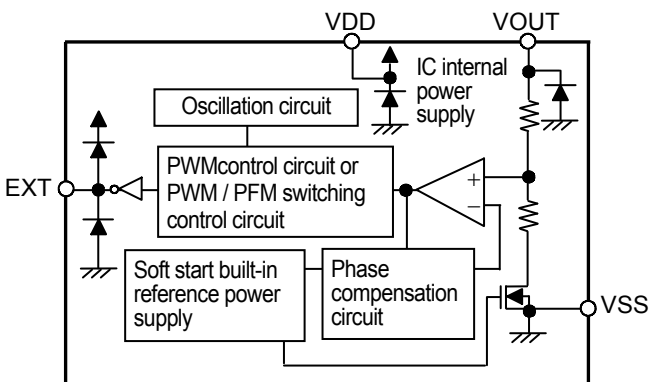 VDD
VOUT
IC internal
power
supply
Oscillation circuit
PWMcontrol circuit or
PWM / PFM switching
control circuit
EXT
+
−
Soft start built-in
reference power
supply
Phase
compensation
circuit
VSS